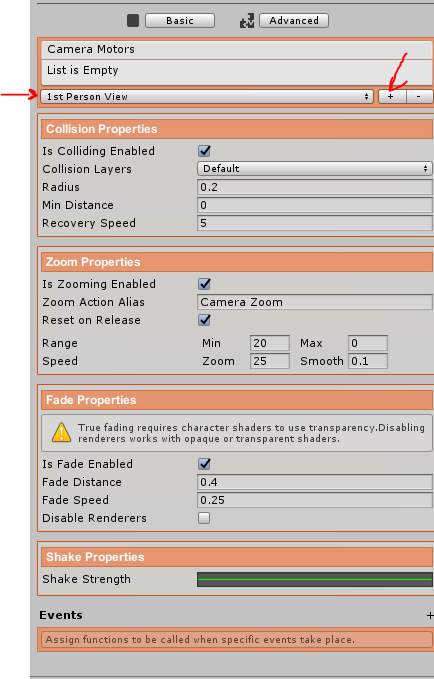 Basic Advanced
Camera Motors
List is Empty
1st Person View + -
Collision Properties
Is Colliding Enabled
Collision Layers Default
Radius 0.2
Min Distance 0
Recovery Speed 5
Zoom Properties
Is Zooming Enabled
Zoom Action Alias Camera Zoom
Reset on Release
Range Min 20 Max 0
Speed Zoom 25 Smooth 0.1
Fade Properties
True fading requires character shaders to use transparency.Disabling
renderers works with opaque or transparent shaders.
Is Fade Enabled
Fade Distance 0.4
Fade Speed 0.25
Disable Renderers
Shake Properties
Shake Strength
Events +
Assign functions to be called when specific events take place.